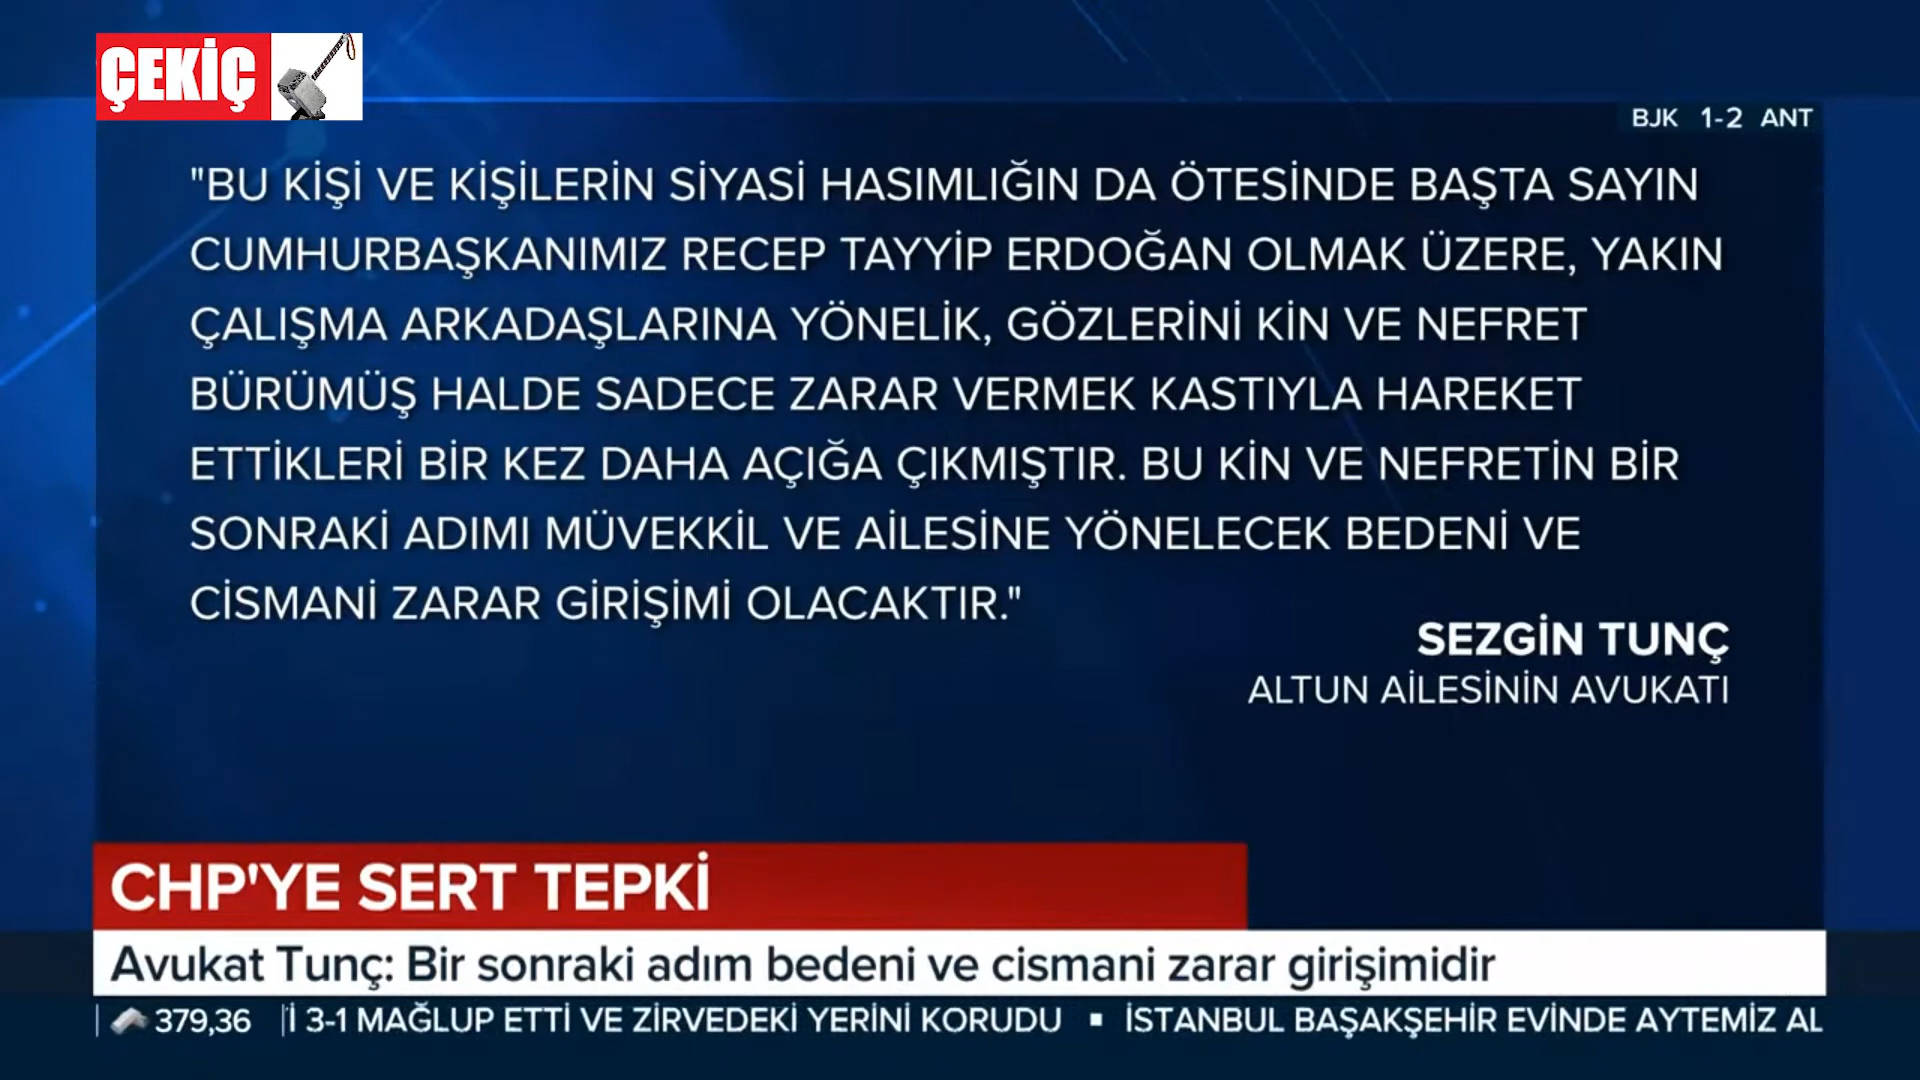 ÇEKİÇ
BJK 1-2 ANT
"BU KİŞİ VE KİŞİLERİN SİYASİ HASIMLIĞIN DA ÖTESİNDE BAŞTA SAYIN
CUMHURBAŞKANIMIZ RECEP TAYYİP ERDOĞAN OLMAK ÜZERE, YAKIN
ÇALIŞMA ARKADAŞLARINA YÖNELİK, GÖZLERİNİ KİN VE NEFRET
BÜRÜMÜŞ HALDE SADECE ZARAR VERMEK KASTIYLA HAREKET
ETTİKLERİ BİR KEZ DAHA AÇIĞA ÇIKMIŞTIR. BU KİN VE NEFRETİN BİR
SONRAKİ ADIMI MÜVEKKİL VE AİLESİNE YÖNELECEK BEDENİ VE
CİSMANİ ZARAR GİRİŞİMİ OLACAKTIR."
SEZGİN TUNÇ
ALTUN AİLESİNİN AVUKATI
CHP'YE SERT TEPKİ
Avukat Tunç: Bir sonraki adım bedeni ve cismani zarar girişimidir
379,36 İ 3-1 MAĞLUP ETTİ VE ZİRVEDEKİ YERİNİ KORUDU ▪ İSTANBUL BAŞAKŞEHİR EVİNDE AYTEMİZ AL